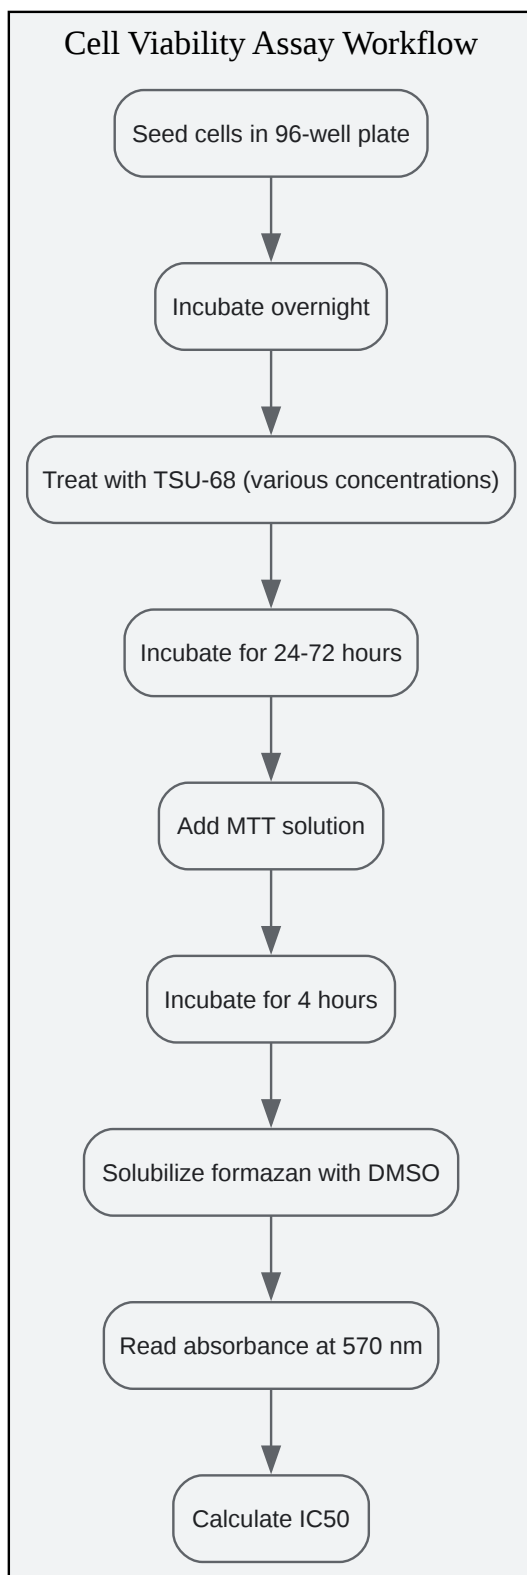 Cell Viability Assay Workflow
Seed cells in 96-well plate
Incubate overnight
Treat with TSU-68 (various concentrations)
Incubate for 24-72 hours
Add MTT solution
Incubate for 4 hours
Solubilize formazan with DMSO
Read absorbance at 570 nm
Calculate IC50